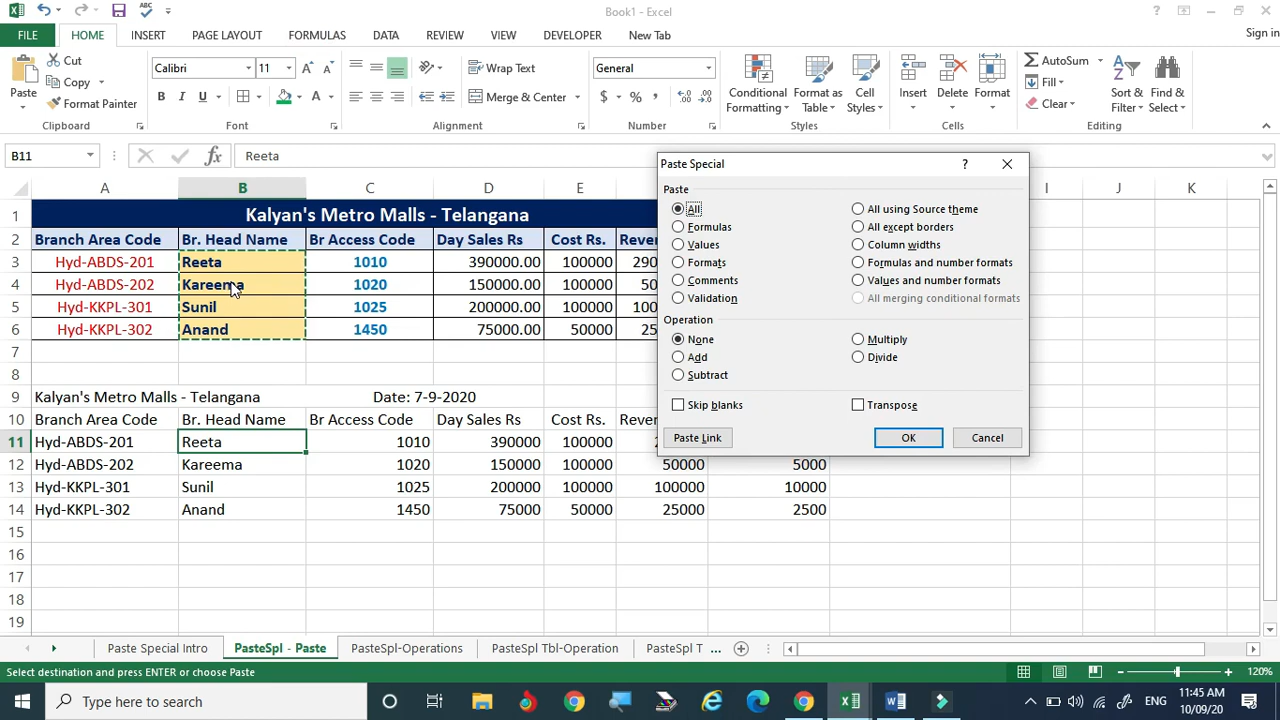 Book1 - Excel
FILE HOME INSERT PAGE LAYOUT FORMULAS DATA REVIEW VIEW DEVELOPER New Tab Sign in
Paste Cut Copy Format Painter
Calibri 11
B I U A
Wrap Text
Merge & Center
General
$ % ,
Conditional Formatting
Format as Table
Cell Styles
Insert Delete Format
AutoSum
Fill
Clear
Sort & Filter
Find & Select
Clipboard Font Alignment Number Styles Cells Editing
B11 fx Reeta
A B C D E I J K
1 Kalyan's Metro Malls - Telangana
2 Branch Area Code Br. Head Name Br Access Code Day Sales Rs Cost Rs. Reven
3 Hyd-ABDS-201 Reeta 1010 390000.00 100000 290
4 Hyd-ABDS-202 Kareema 1020 150000.00 100000 50
5 Hyd-KKPL-301 Sunil 1025 200000.00 100000 100
6 Hyd-KKPL-302 Anand 1450 75000.00 50000 25
7
8
9 Kalyan's Metro Malls - Telangana Date: 7-9-2020
10 Branch Area Code Br. Head Name Br Access Code Day Sales Rs Cost Rs. Reven
11 Hyd-ABDS-201 Reeta 1010 390000 100000
12 Hyd-ABDS-202 Kareema 1020 150000 100000 50000 5000
13 Hyd-KKPL-301 Sunil 1025 200000 100000 100000 10000
14 Hyd-KKPL-302 Anand 1450 75000 50000 25000 2500
15
16
17
18
19
Paste Special ?
Paste
All All using Source theme
Formulas All except borders
Values Column widths
Formats Formulas and number formats
Comments Values and number formats
Validation All merging conditional formats
Operation
None Multiply
Add Divide
Subtract
Skip blanks Transpose
Paste Link OK Cancel
Paste Special Intro PasteSpl - Paste PasteSpl-Operations PasteSpl Tbl-Operation PasteSpl T ...
Select destination and press ENTER or choose Paste 120%
Type here to search ENG 11:45 AM
10/09/20